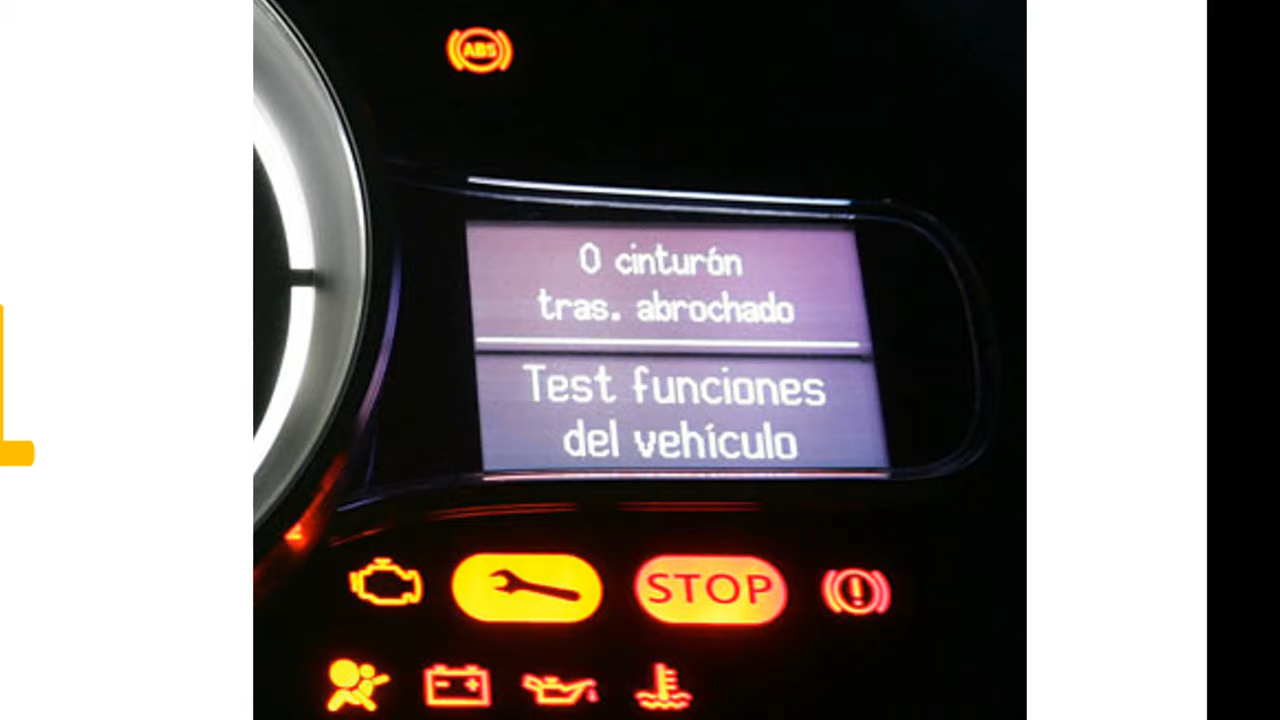 ABS
0 cinturón
tras. abrochado
Test funciones
del vehículo
STOP